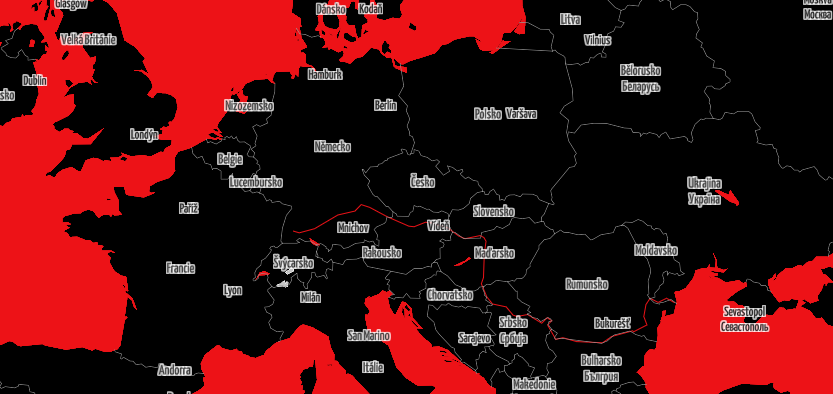 Glasgow
Dánsko
Kodaň
Litva
Москва
Velká Británie
Vilnius
Dublin
Hamburk
Bělorusko
Беларусь
sko
Nizozemsko
Berlín
Polsko
Varšava
Londýn
Německo
Belgie
Lucembursko
Česko
Ukrajina
Україна
Paříž
Slovensko
Mnichov
Vídeň
Rakousko
Maďarsko
Moldavsko
Švýcarsko
Francie
Lyon
Milán
Chorvatsko
Rumunsko
Sevastopol
Севастополь
San Marino
Sarajevo
Srbsko
Србија
Bukurešť
Itálie
Andorra
Bulharsko
Бългрия
Makedonie